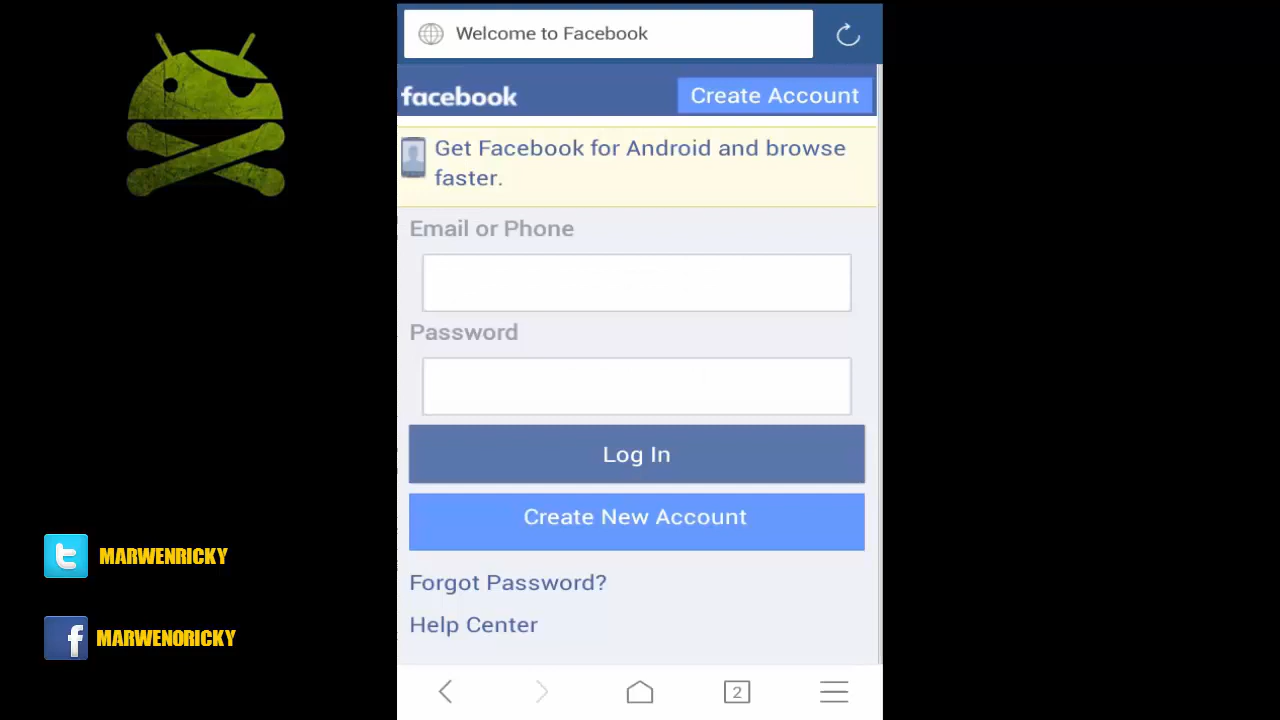 Welcome to Facebook
facebook
Create Account
Get Facebook for Android and browse
faster.
Email or Phone
Password
Log In
Create New Account
Forgot Password?
Help Center
2
MARWENRICKY
MARWENORICKY